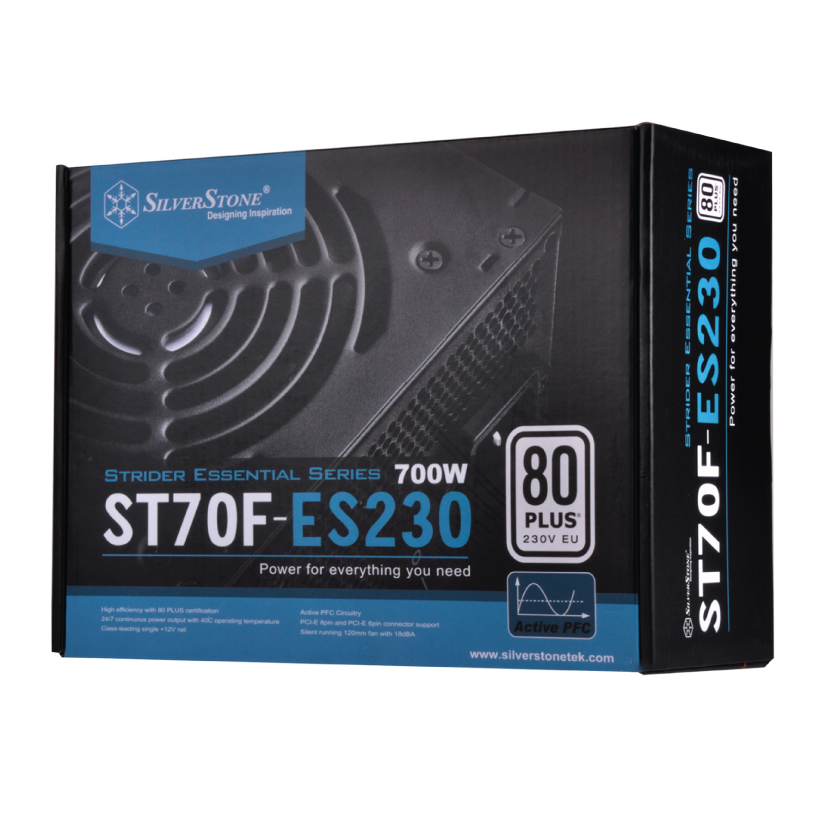 SILVERSTONE®
Designing Inspiration
STRIDER ESSENTIAL SERIES 700W
ST70F-ES230
Power for everything you need
80
PLUS®
230V EU
Active PFC
High efficiency with 80 PLUS certification
24/7 continuous power output with 40C operating temperature
Class-leading single +12V rail
Active PFC Circuitry
PCI-E 8pin and PCI-E 6pin connector support
Silent running 120mm fan with 18dBA
www.silverstonetek.com
SILVERSTONE®
STRIDER ESSENTIAL SERIES
ST70F-ES230
Power for everything you need
80
PLUS